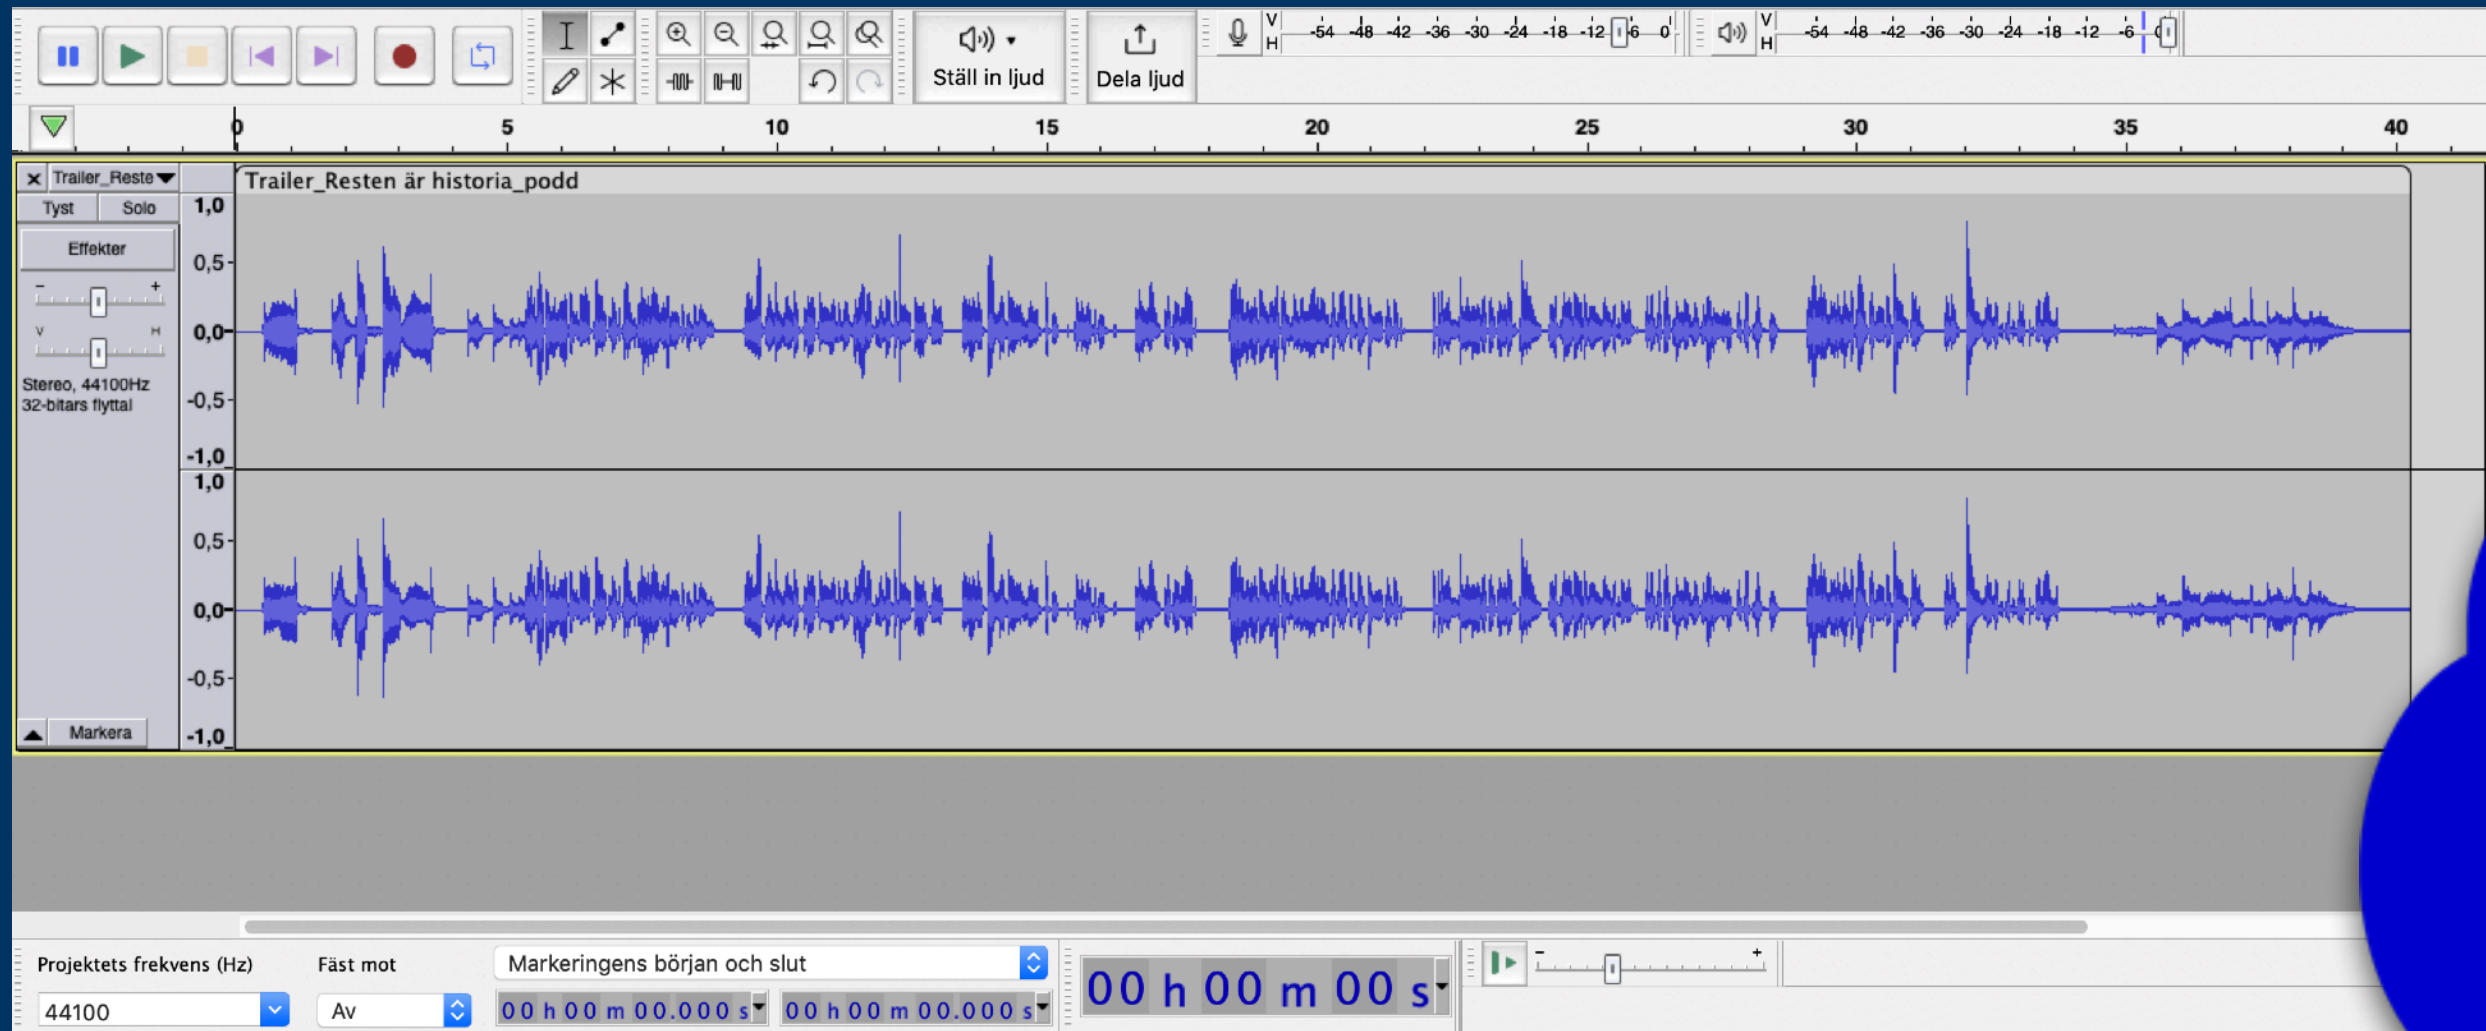 Ställ in ljud
Dela ljud
V
H
-54 -48 -42 -36 -30 -24 -18 -12 -6 0
V
H
-54 -48 -42 -36 -30 -24 -18 -12 -6
0 5 10 15 20 25 30 35 40
Trailer_Reste
Trailer_Resten är historia_podd
Tyst Solo
Effekter
- +
V H
Stereo, 44100Hz
32-bitars flyttal
1,0
0,5
0,0
-0,5
-1,0
1,0
0,5
0,0
-0,5
-1,0
Markera
Projektets frekvens (Hz)
Fäst mot
Markeringens början och slut
44100
Av
00 h 00 m 00.000 s
00 h 00 m 00.000 s
00 h 00 m 00 s
- +